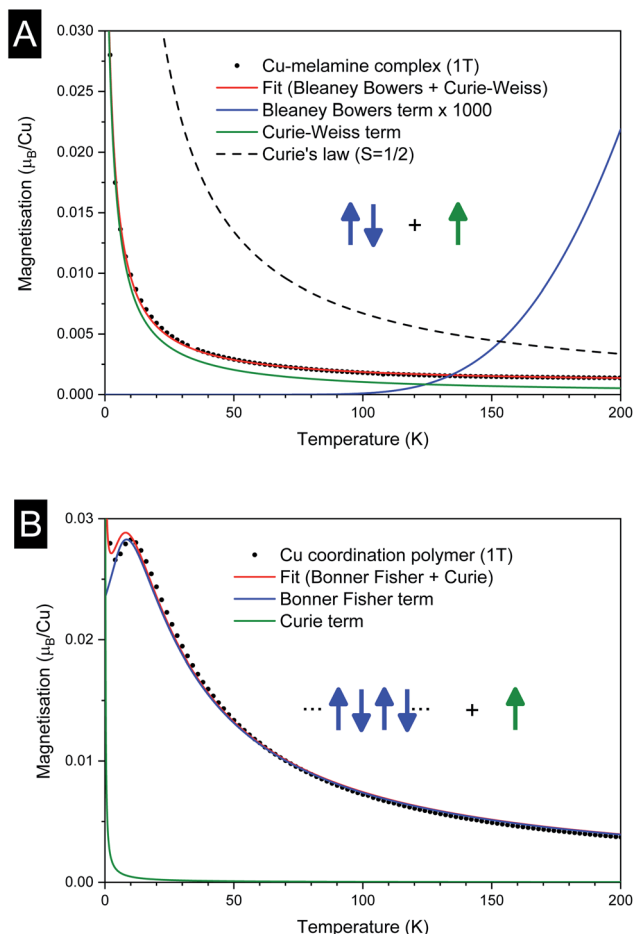 A
0.030
0.025
0.020
0.015
0.010
0.005
0.000
Magnetisation (μB/Cu)
Cu-melamine complex (1T)
Fit (Bleaney Bowers + Curie-Weiss)
Bleaney Bowers term x 1000
Curie-Weiss term
Curie's law (S=1/2)
+
0 50 100 150 200
Temperature (K)
B
0.03
0.02
0.01
0.00
Magnetisation (μB/Cu)
Cu coordination polymer (1T)
Fit (Bonner Fisher + Curie)
Bonner Fisher term
Curie term
... ... +
0 50 100 150 200
Temperature (K)